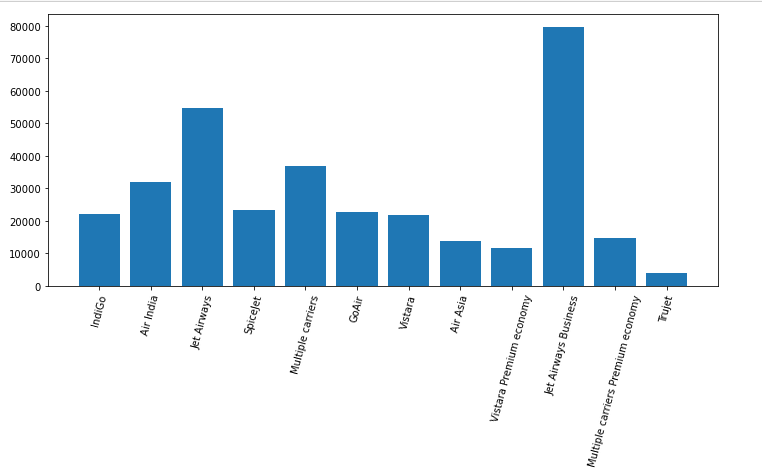 80000
70000
60000
50000
40000
30000
20000
10000
0
IndiGo
Air India
Jet Airways
SpiceJet
Multiple carriers
GoAir
Vistara
Air Asia
Vistara Premium economy
Jet Airways Business
Multiple carriers Premium economy
Trujet